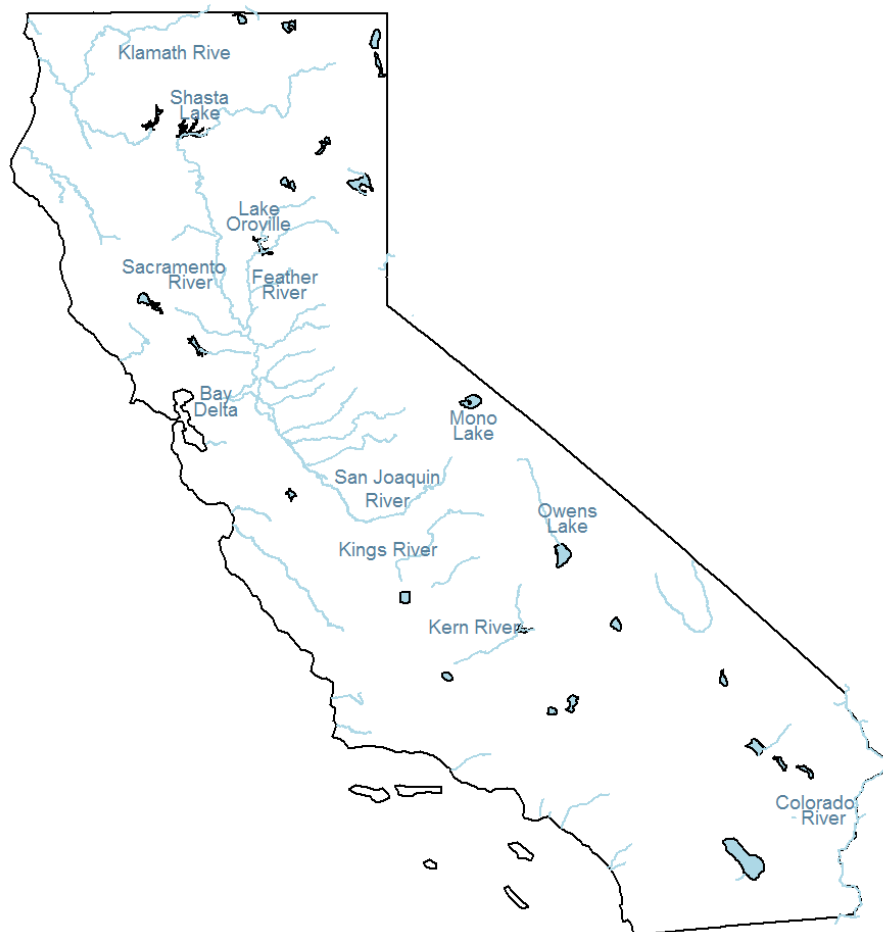 Klamath Rive
Shasta
Lake
Lake
Oroville
Sacramento
River
Feather
River
Bay
Delta
Mono
Lake
San Joaquin
River
Owens
Lake
Kings River
Kern River
Colorado
River